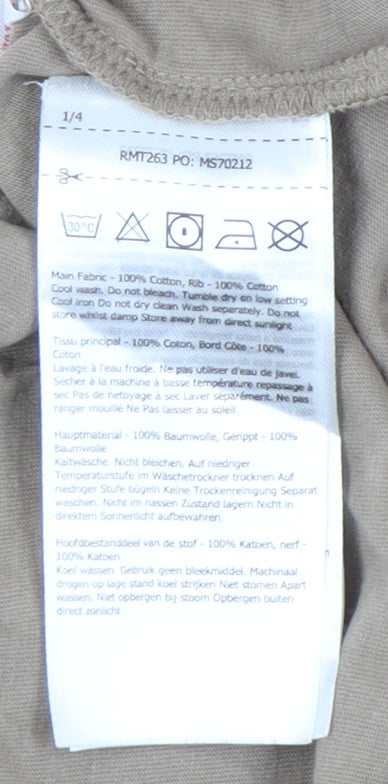 1/4
RMT263 PO: MS70212
30°C
Main Fabric - 100% Cotton, Rib - 100% Cotton
Cool wash. Do not bleach. Tumble dry on low setting
Cool iron Do not dry clean Wash separately. Do not
store whilst damp Store away from direct sunlight
Tissu principal - 100% Coton, Bord Côte - 100%
Coton
Lavage à l'eau froide. Ne pas utiliser d'eau de javel.
Sécher à la machine à basse température repassage à
sec Pas de netoyage a sec Laver séparément. Ne pas
ranger mouillé Ne Pas laisser au soleil
Hauptmaterial - 100% Baumwolle, Gerippt - 100%
Baumwolle
Kaltwäsche. Nicht bleichen. Auf niedriger
Temperaturstufe im Wäschetrockner trocknen Auf
niedriger Stufe bügeln Keine Trockenreinigung Separat
waschen. Nicht im nassen Zustand lagern Nicht in
direktem Sonnenlicht aufbewahren
Hoofdbestanddeel van de stof - 100% Katoen, nerf -
100% Katoen
Koel wassen. Gebruik geen bleekmiddel. Machinaal
drogen op lage stand koel strijken Niet stomen Apart
wassen. Niet opbergen bij stoom Opbergen buiten
direct zonlicht